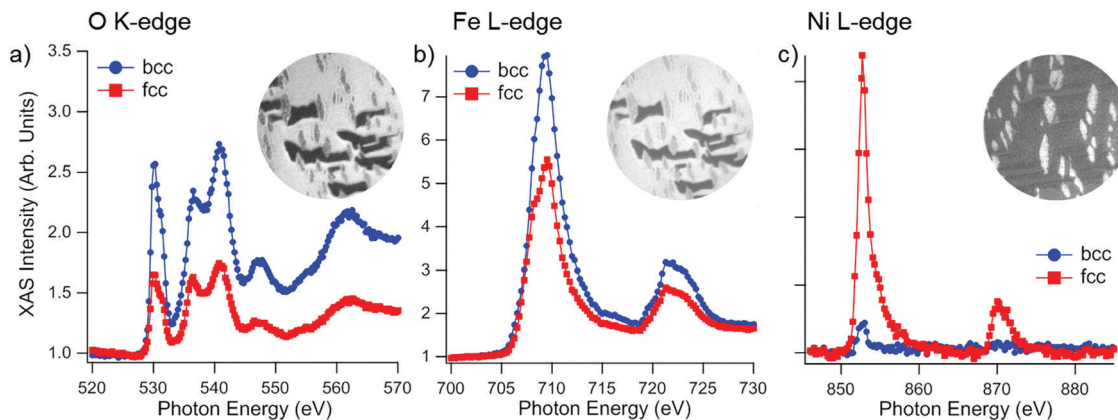 O K-edge
Fe L-edge
Ni L-edge
a)
bcc
fcc
XAS Intensity (Arb. Units)
3.5
3.0
2.5
2.0
1.5
1.0
520
530
540
550
560
570
Photon Energy (eV)
b)
bcc
fcc
7
6
5
4
3
2
1
700
705
710
715
720
725
730
Photon Energy (eV)
c)
bcc
fcc
850
860
870
880
Photon Energy (eV)